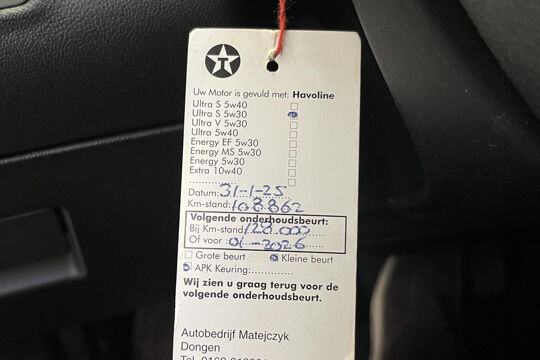 Uw Motor is gevuld met: Havoline
Ultra S 5w40
Ultra S 5w30
Ultra V 5w30
Ultra 5w40
Energy EF 5w30
Energy MS 5w30
Energy 5w30
Extra 10w40
Datum: 31-1-25
Km-stand: 108862
Volgende onderhoudsbeurt:
Bij Km-stand: 128.000
Of voor: 01-2026
Grote beurt Kleine beurt
APK Keuring:
Wij zien u graag terug voor de
volgende onderhoudsbeurt.
Autobedrijf Matejczyk
Dongen